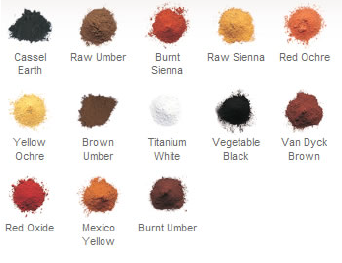 Cassel Raw Umber Burnt Raw Sienna Red Ochre
Earth Sienna
Yellow Brown Titanium Vegetable Van Dyck
Ochre Umber White Black Brown
Red Oxide Mexico Burnt Umber
Yellow